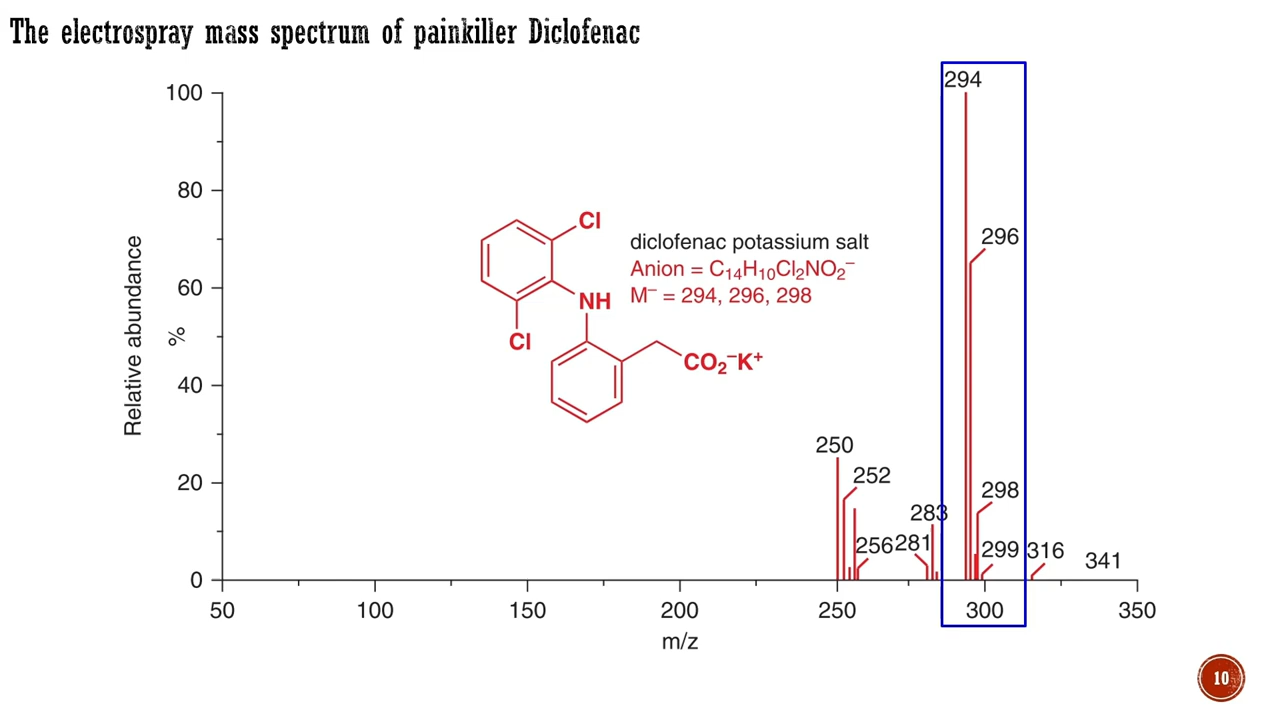 The electrospray mass spectrum of painkiller Diclofenac
294
100
80
60
40
20
0
Relative abundance
%
Cl
NH
Cl
CO₂⁻K⁺
diclofenac potassium salt
Anion = C₁₄H₁₀Cl₂NO₂⁻
M⁻ = 294, 296, 298
296
250
252
298
283
256
281
299
316
341
50
100
150
200
250
300
350
m/z
10